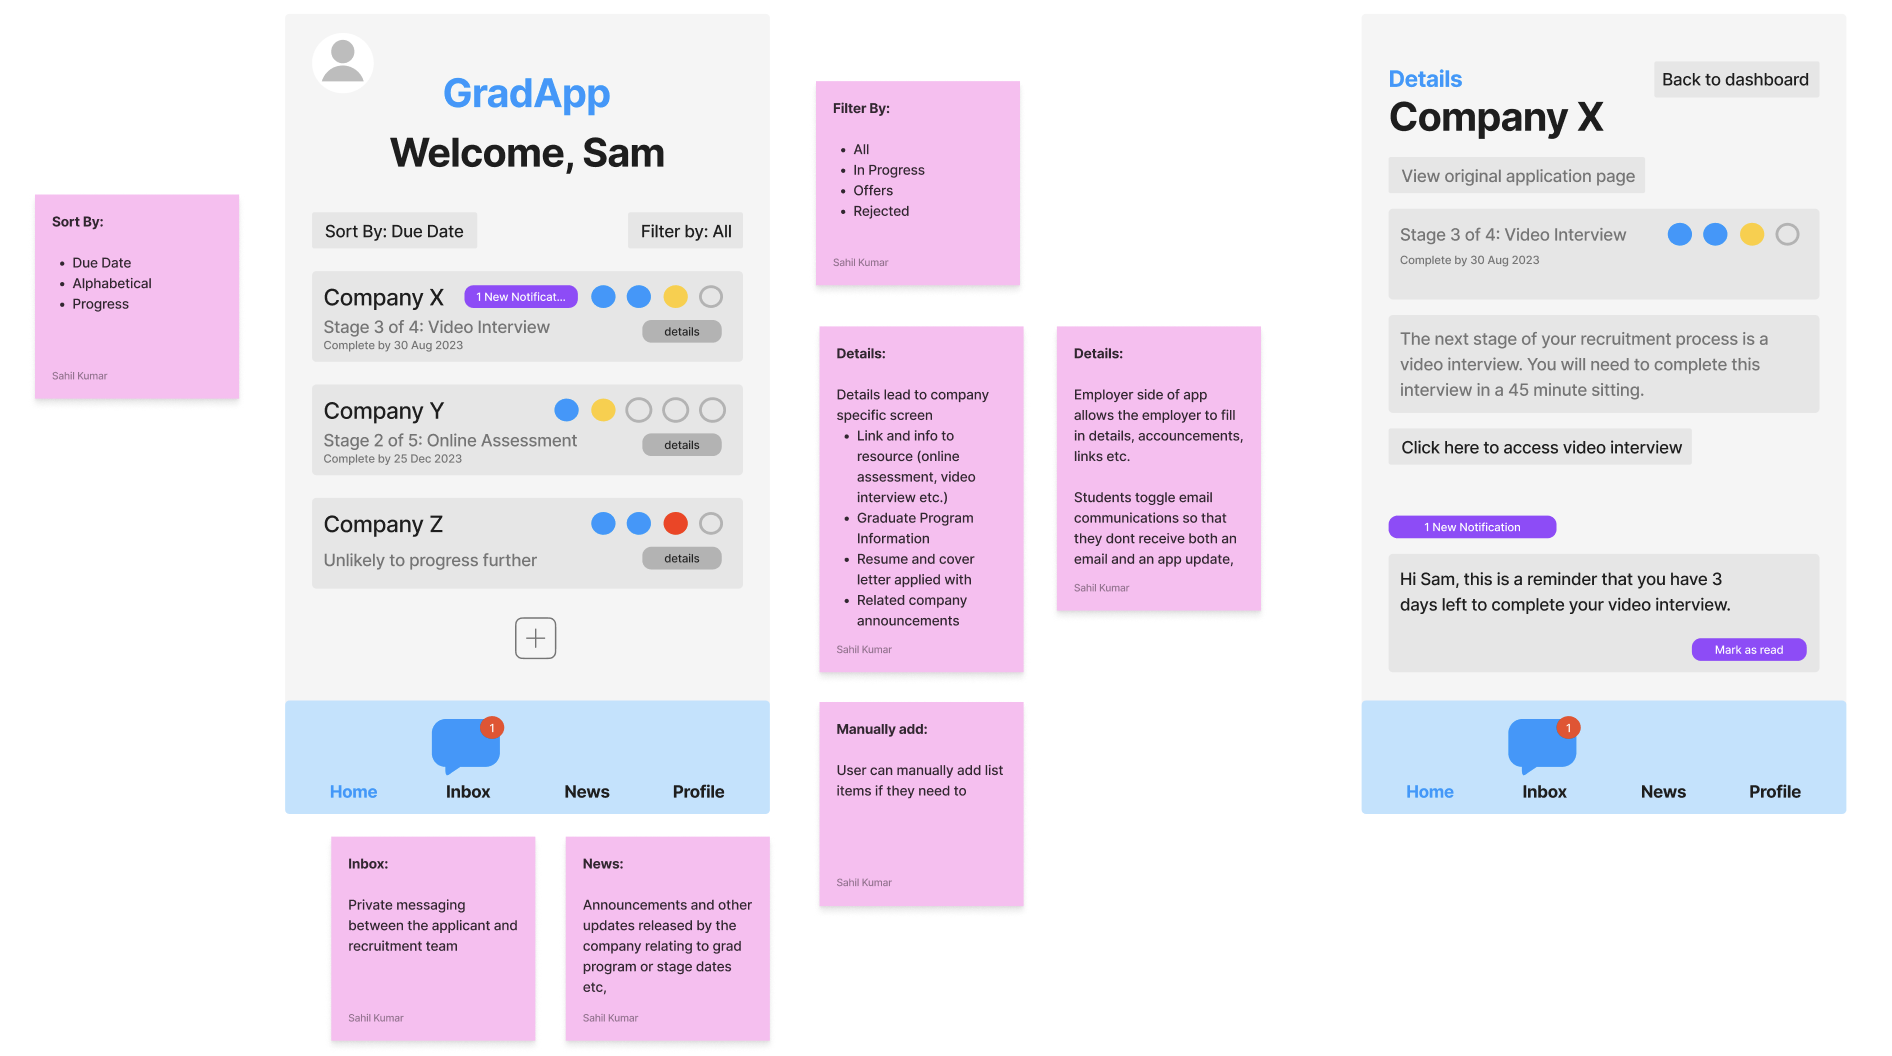 Sort By:
Due Date
Alphabetical
Progress
Sahil Kumar
GradApp
Welcome, Sam
Sort By: Due Date
Filter by: All
Company X
1 New Notificat...
Stage 3 of 4: Video Interview
Complete by 30 Aug 2023
details
Company Y
Stage 2 of 5: Online Assessment
Complete by 25 Dec 2023
details
Company Z
Unlikely to progress further
details
1
Home
Inbox
News
Profile
Inbox:
Private messaging
between the applicant and
recruitment team
Sahil Kumar
News:
Announcements and other
updates released by the
company relating to grad
program or stage dates
etc,
Sahil Kumar
Filter By:
All
In Progress
Offers
Rejected
Sahil Kumar
Details:
Details lead to company
specific screen
Link and info to
resource (online
assessment, video
interview etc.)
Graduate Program
Information
Resume and cover
letter applied with
Related company
announcements
Sahil Kumar
Details:
Employer side of app
allows the employer to fill
in details, accouncements,
links etc.
Students toggle email
communications so that
they dont receive both an
email and an app update,
Sahil Kumar
Manually add:
User can manually add list
items if they need to
Sahil Kumar
Details
Back to dashboard
Company X
View original application page
Stage 3 of 4: Video Interview
Complete by 30 Aug 2023
The next stage of your recruitment process is a
video interview. You will need to complete this
interview in a 45 minute sitting.
Click here to access video interview
1 New Notification
Hi Sam, this is a reminder that you have 3
days left to complete your video interview.
Mark as read
1
Home
Inbox
News
Profile